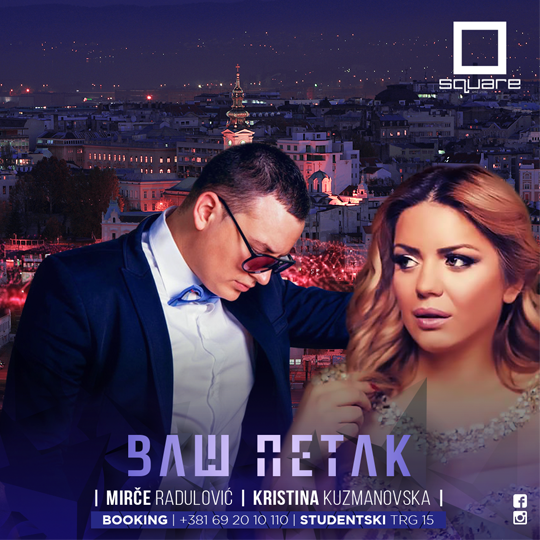 square
ВАШ ПЕТАК
| MIRČE RADULOVIĆ | KRISTINA KUZMANOVSKA |
BOOKING | +381 69 20 10 110 | STUDENTSKI TRG 15